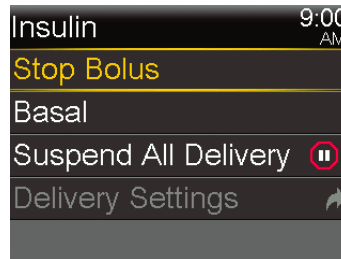 Insulin 9:00
AM
Stop Bolus
Basal
Suspend All Delivery
Delivery Settings